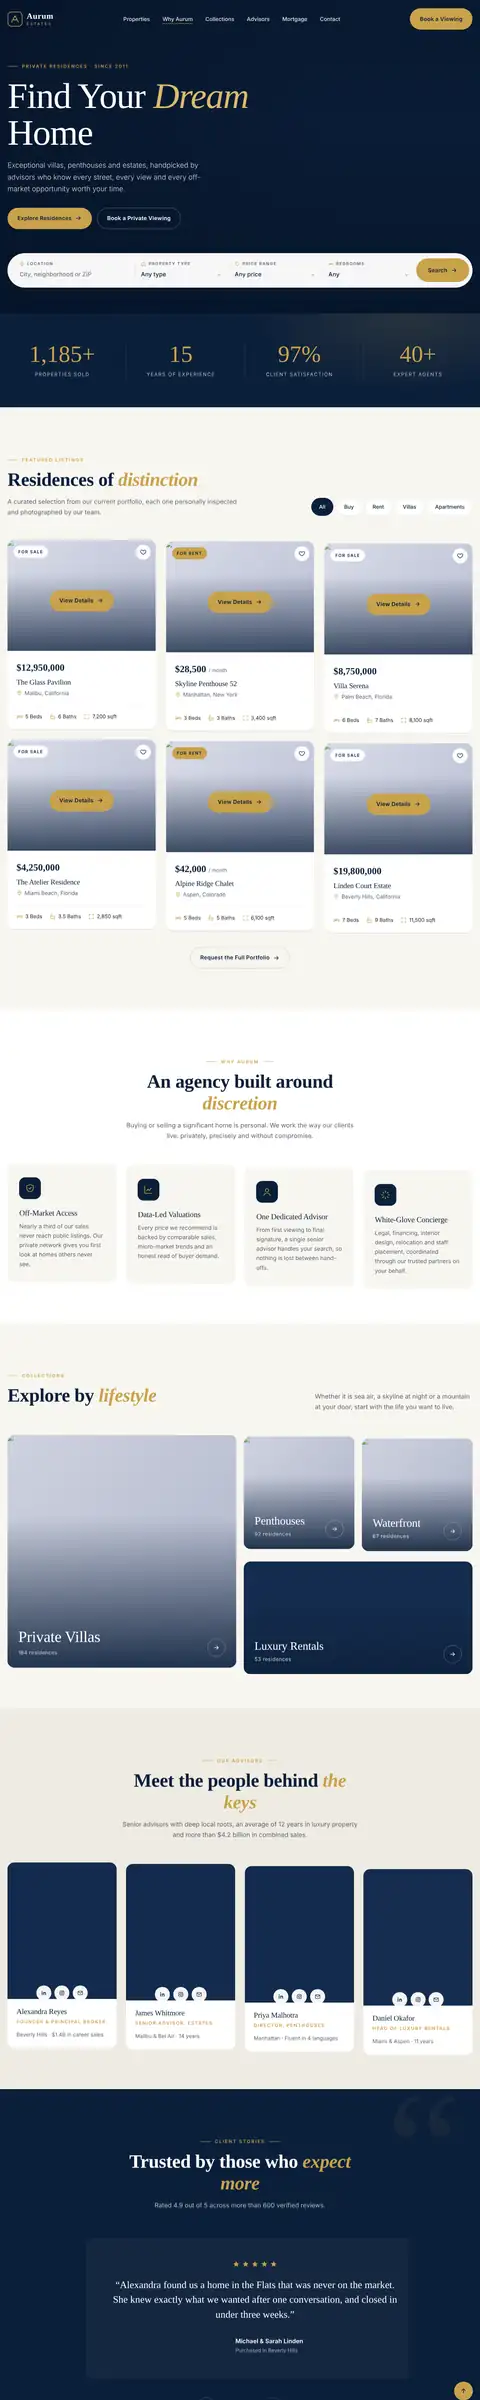 Aurum
ESTATES
Properties
Why Aurum
Collections
Advisors
Mortgage
Contact
Book a Viewing
PRIVATE RESIDENCES · SINCE 2011
Find Your Dream
Home
Exceptional villas, penthouses and estates, handpicked by
advisors who know every street, every view and every off-
market opportunity worth your time.
Explore Residences →
Book a Private Viewing
LOCATION
City, neighborhood or ZIP
PROPERTY TYPE
Any type
PRICE RANGE
Any price
BEDROOMS
Any
Search →
1,185+
PROPERTIES SOLD
15
YEARS OF EXPERIENCE
97%
CLIENT SATISFACTION
40+
EXPERT AGENTS
FEATURED LISTINGS
Residences of distinction
A curated selection from our current portfolio, each one personally inspected
and photographed by our team.
All
Buy
Rent
Villas
Apartments
FOR SALE
View Details →
$12,950,000
The Glass Pavilion
Malibu, California
5 Beds
6 Baths
7,200 sqft
FOR RENT
View Details →
$28,500 / month
Skyline Penthouse 52
Manhattan, New York
3 Beds
3 Baths
3,400 sqft
FOR SALE
View Details →
$8,750,000
Villa Serena
Palm Beach, Florida
6 Beds
7 Baths
8,100 sqft
FOR SALE
View Details →
$4,250,000
The Atelier Residence
Miami Beach, Florida
3 Beds
3.5 Baths
2,850 sqft
FOR RENT
View Details →
$42,000 / month
Alpine Ridge Chalet
Aspen, Colorado
5 Beds
5 Baths
6,100 sqft
FOR SALE
View Details →
$19,800,000
Linden Court Estate
Beverly Hills, California
7 Beds
9 Baths
11,500 sqft
Request the Full Portfolio →
WHY AURUM
An agency built around
discretion
Buying or selling a significant home is personal. We work the way our clients
live: privately, precisely and without compromise.
Off-Market Access
Nearly a third of our sales
never reach public listings. Our
private network gives you first
look at homes others never
see.
Data-Led Valuations
Every price we recommend is
backed by comparable sales,
micro-market trends and an
honest read of buyer demand.
One Dedicated Advisor
From first viewing to final
signature, a single senior
advisor handles your search, so
nothing is lost between hand-
offs.
White-Glove Concierge
Legal, financing, interior
design, relocation and staff
placement, coordinated
through our trusted partners on
your behalf.
COLLECTIONS
Explore by lifestyle
Whether it is sea air, a skyline at night or a mountain
at your door, start with the life you want to live.
Private Villas
184 residences
Penthouses
92 residences
Waterfront
67 residences
Luxury Rentals
53 residences
OUR ADVISORS
Meet the people behind the
keys
Senior advisors with deep local roots, an average of 12 years in luxury property
and more than $4.2 billion in combined sales.
Alexandra Reyes
FOUNDER & PRINCIPAL BROKER
Beverly Hills · $1.4B in career sales
James Whitmore
SENIOR ADVISOR, ESTATES
Malibu & Bel Air · 14 years
Priya Malhotra
DIRECTOR, PENTHOUSES
Manhattan · Fluent in 4 languages
Daniel Okafor
HEAD OF LUXURY RENTALS
Miami & Aspen · 11 years
CLIENT STORIES
Trusted by those who expect
more
Rated 4.9 out of 5 across more than 600 verified reviews.
“Alexandra found us a home in the Flats that was never on the market.
She knew exactly what we wanted after one conversation, and closed in
under three weeks.”
Michael & Sarah Linden
Purchased in Beverly Hills